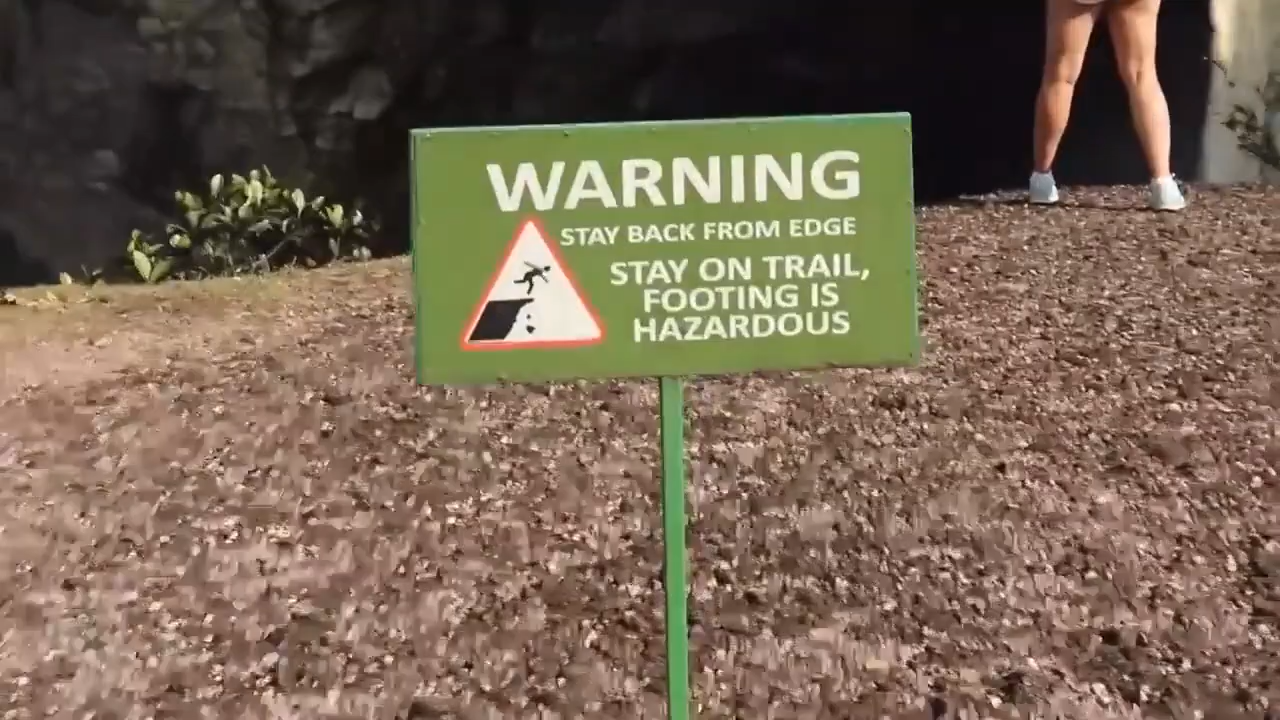 WARNING
STAY BACK FROM EDGE
STAY ON TRAIL,
FOOTING IS
HAZARDOUS